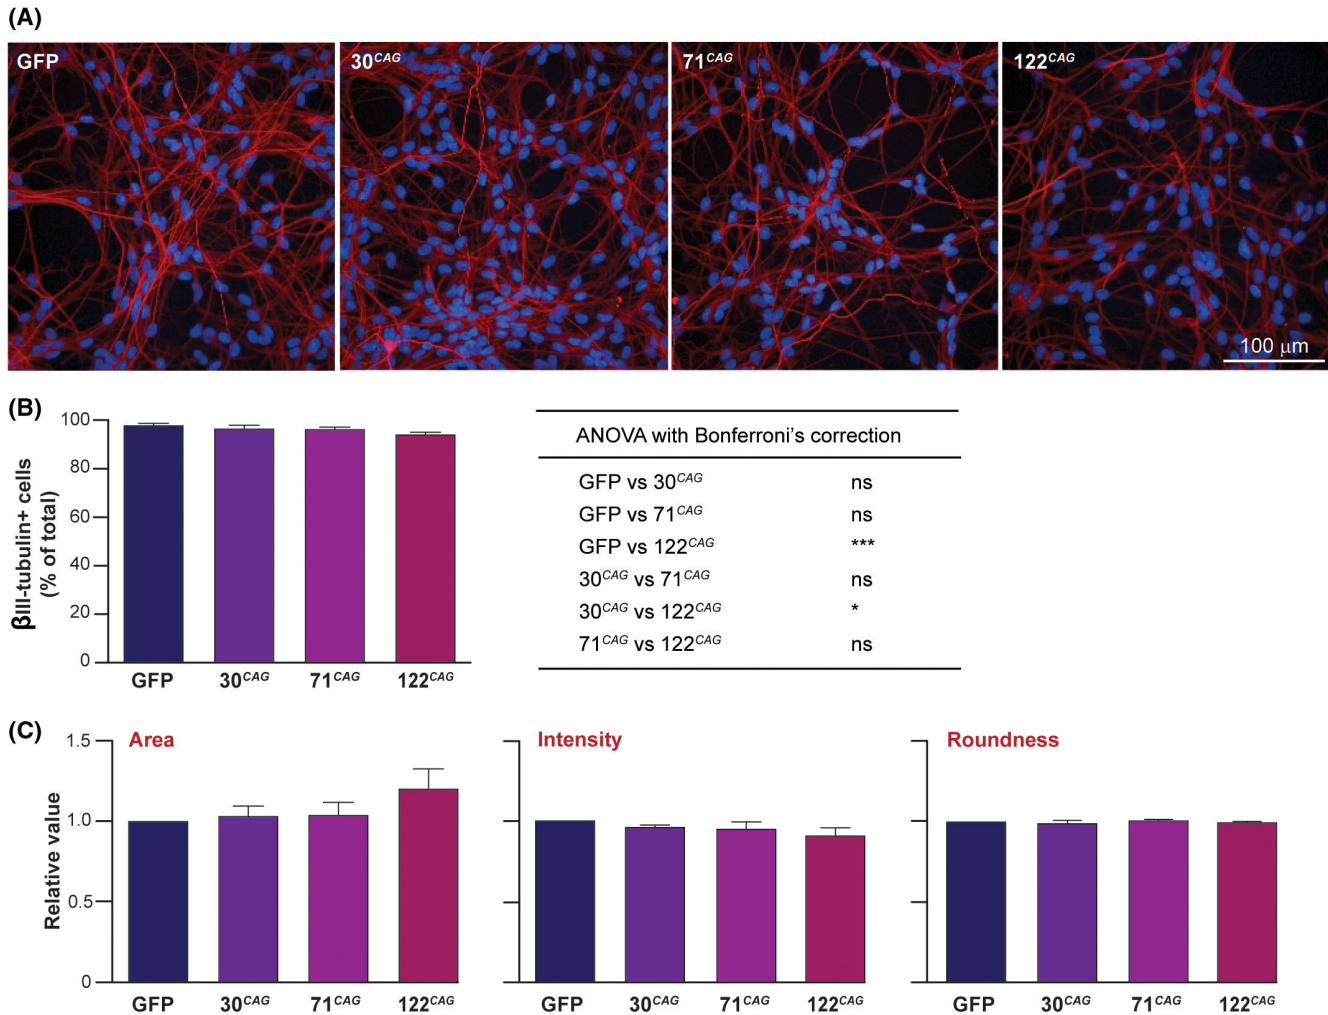 (A)
GFP
30CAG
71CAG
122CAG
100 μm
(B)
100
80
60
40
20
0
βIII-tubulin+ cells
(% of total)
GFP
30CAG
71CAG
122CAG
ANOVA with Bonferroni's correction
GFP vs 30CAG ns
GFP vs 71CAG ns
GFP vs 122CAG ***
30CAG vs 71CAG ns
30CAG vs 122CAG *
71CAG vs 122CAG ns
(C)
1.5
1.0
0.5
0
Relative value
Area
GFP
30CAG
71CAG
122CAG
Intensity
GFP
30CAG
71CAG
122CAG
Roundness
GFP
30CAG
71CAG
122CAG